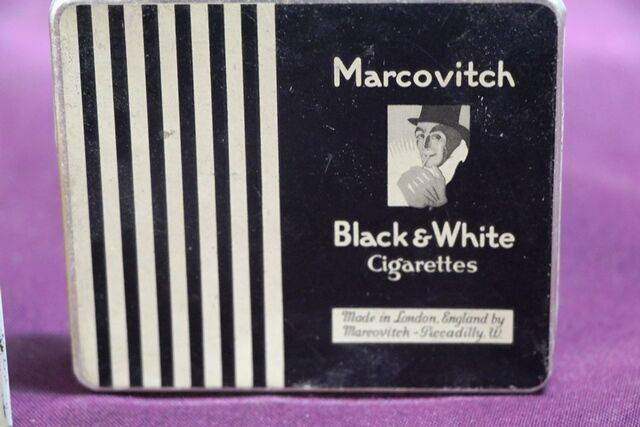 Marcovitch
Black & White
Cigarettes
Made in London, England by
Marcovitch - Piccadilly. W